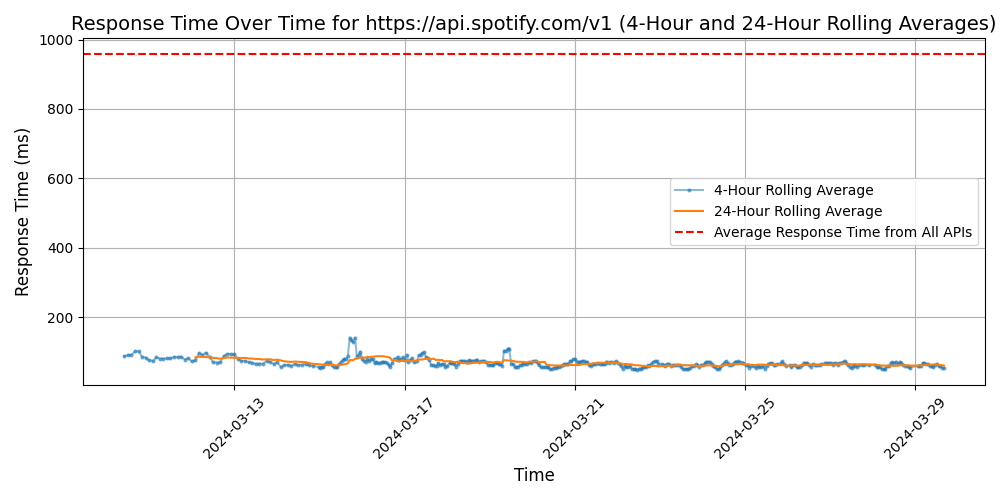 Response Time Over Time for https://api.spotify.com/v1 (4-Hour and 24-Hour Rolling Averages)
1000
800
600
400
200
Response Time (ms)
4-Hour Rolling Average
24-Hour Rolling Average
Average Response Time from All APIs
2024-03-13
2024-03-17
2024-03-21
2024-03-25
2024-03-29
Time